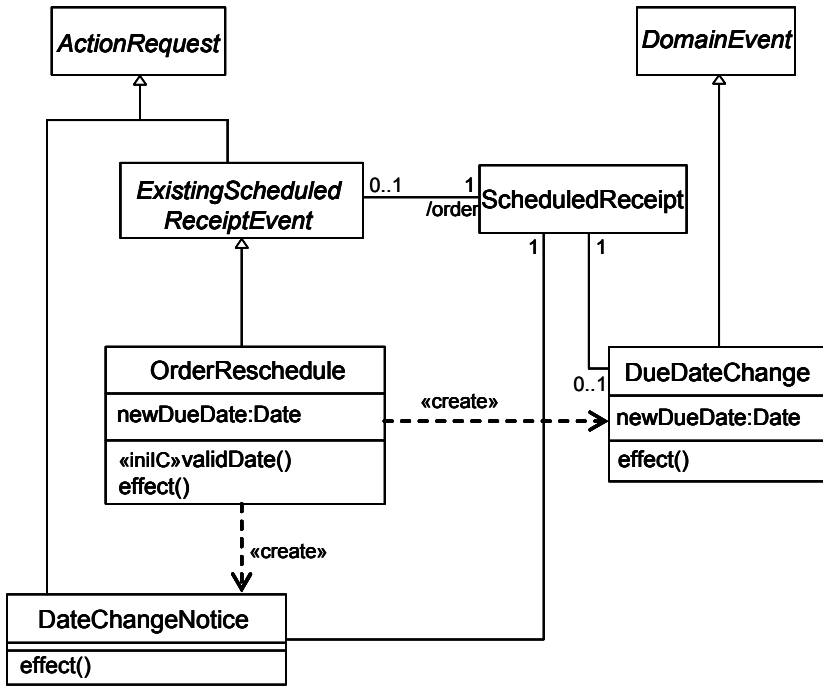 ActionRequest
DomainEvent
ExistingScheduled
ReceiptEvent
0..1
1
/order
ScheduledReceipt
1
1
OrderReschedule
newDueDate:Date
«iniIC»validDate()
effect()
«create»
0..1
DueDateChange
newDueDate:Date
effect()
«create»
DateChangeNotice
effect()